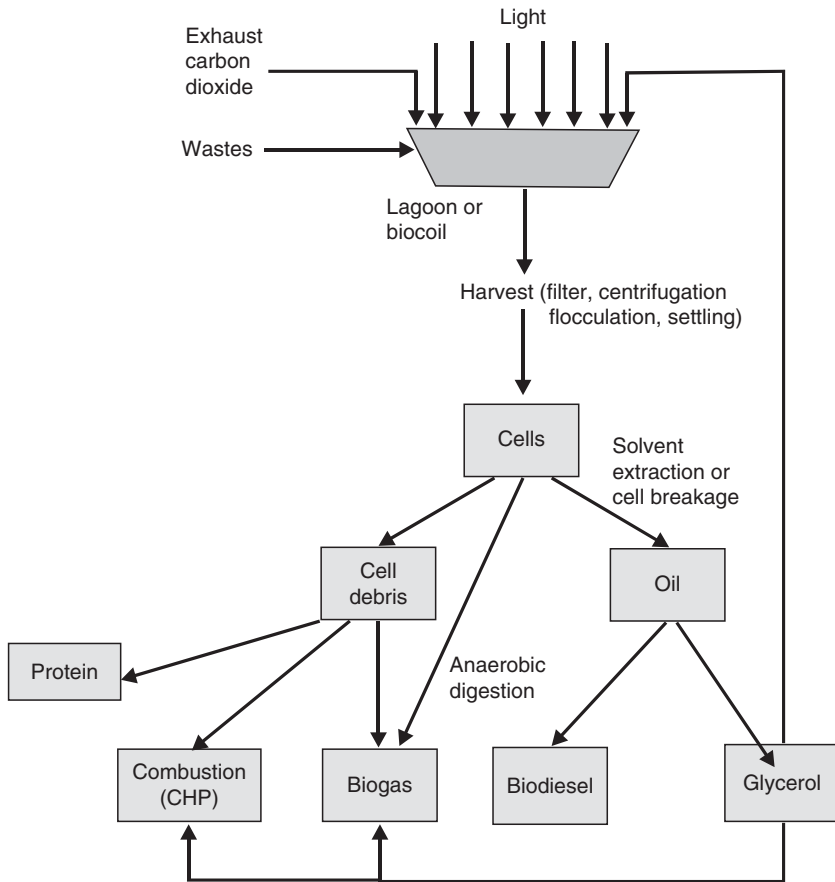 Light
Exhaust
carbon
dioxide
Wastes
Lagoon or
biocoil
Harvest (filter, centrifugation
flocculation, settling)
Cells
Solvent
extraction or
cell breakage
Cell
debris
Oil
Protein
Anaerobic
digestion
Combustion
(CHP)
Biogas
Biodiesel
Glycerol